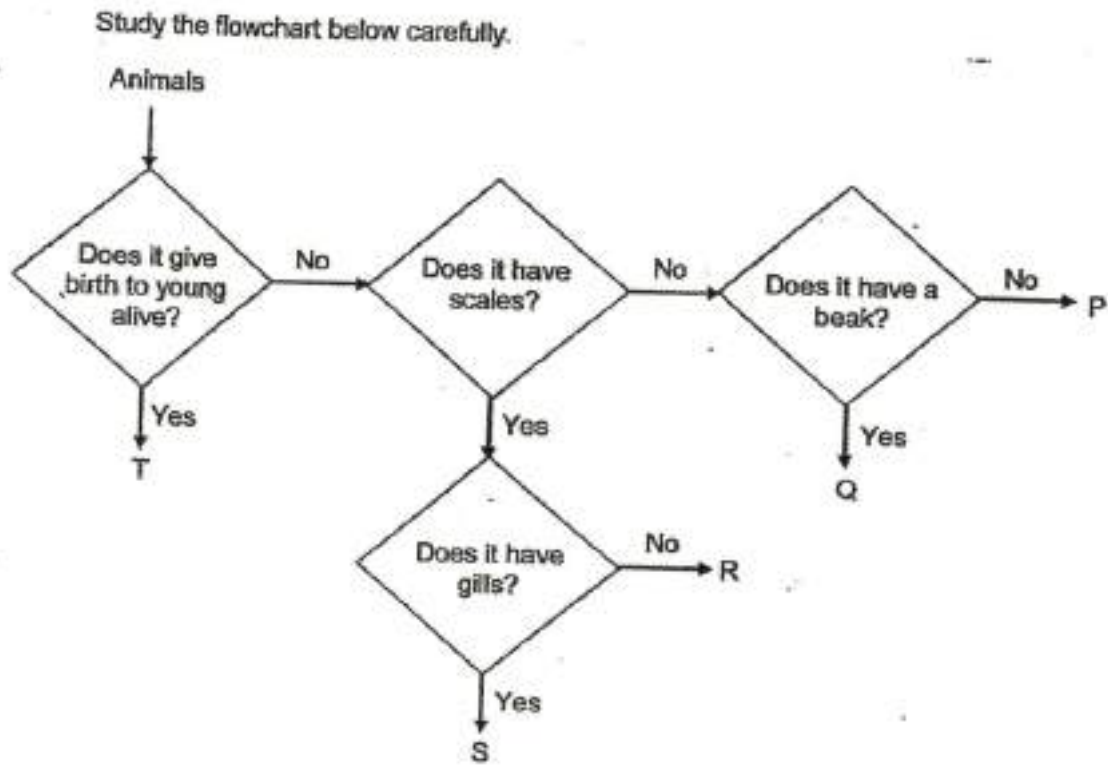 Study the flowchart below carefully.
Animals
Does it give
birth to young
alive?
No
Does it have
scales?
No
Does it have a
beak?
No
P
Yes
T
Yes
Yes
Q
Does it have
gills?
No
R
Yes
S